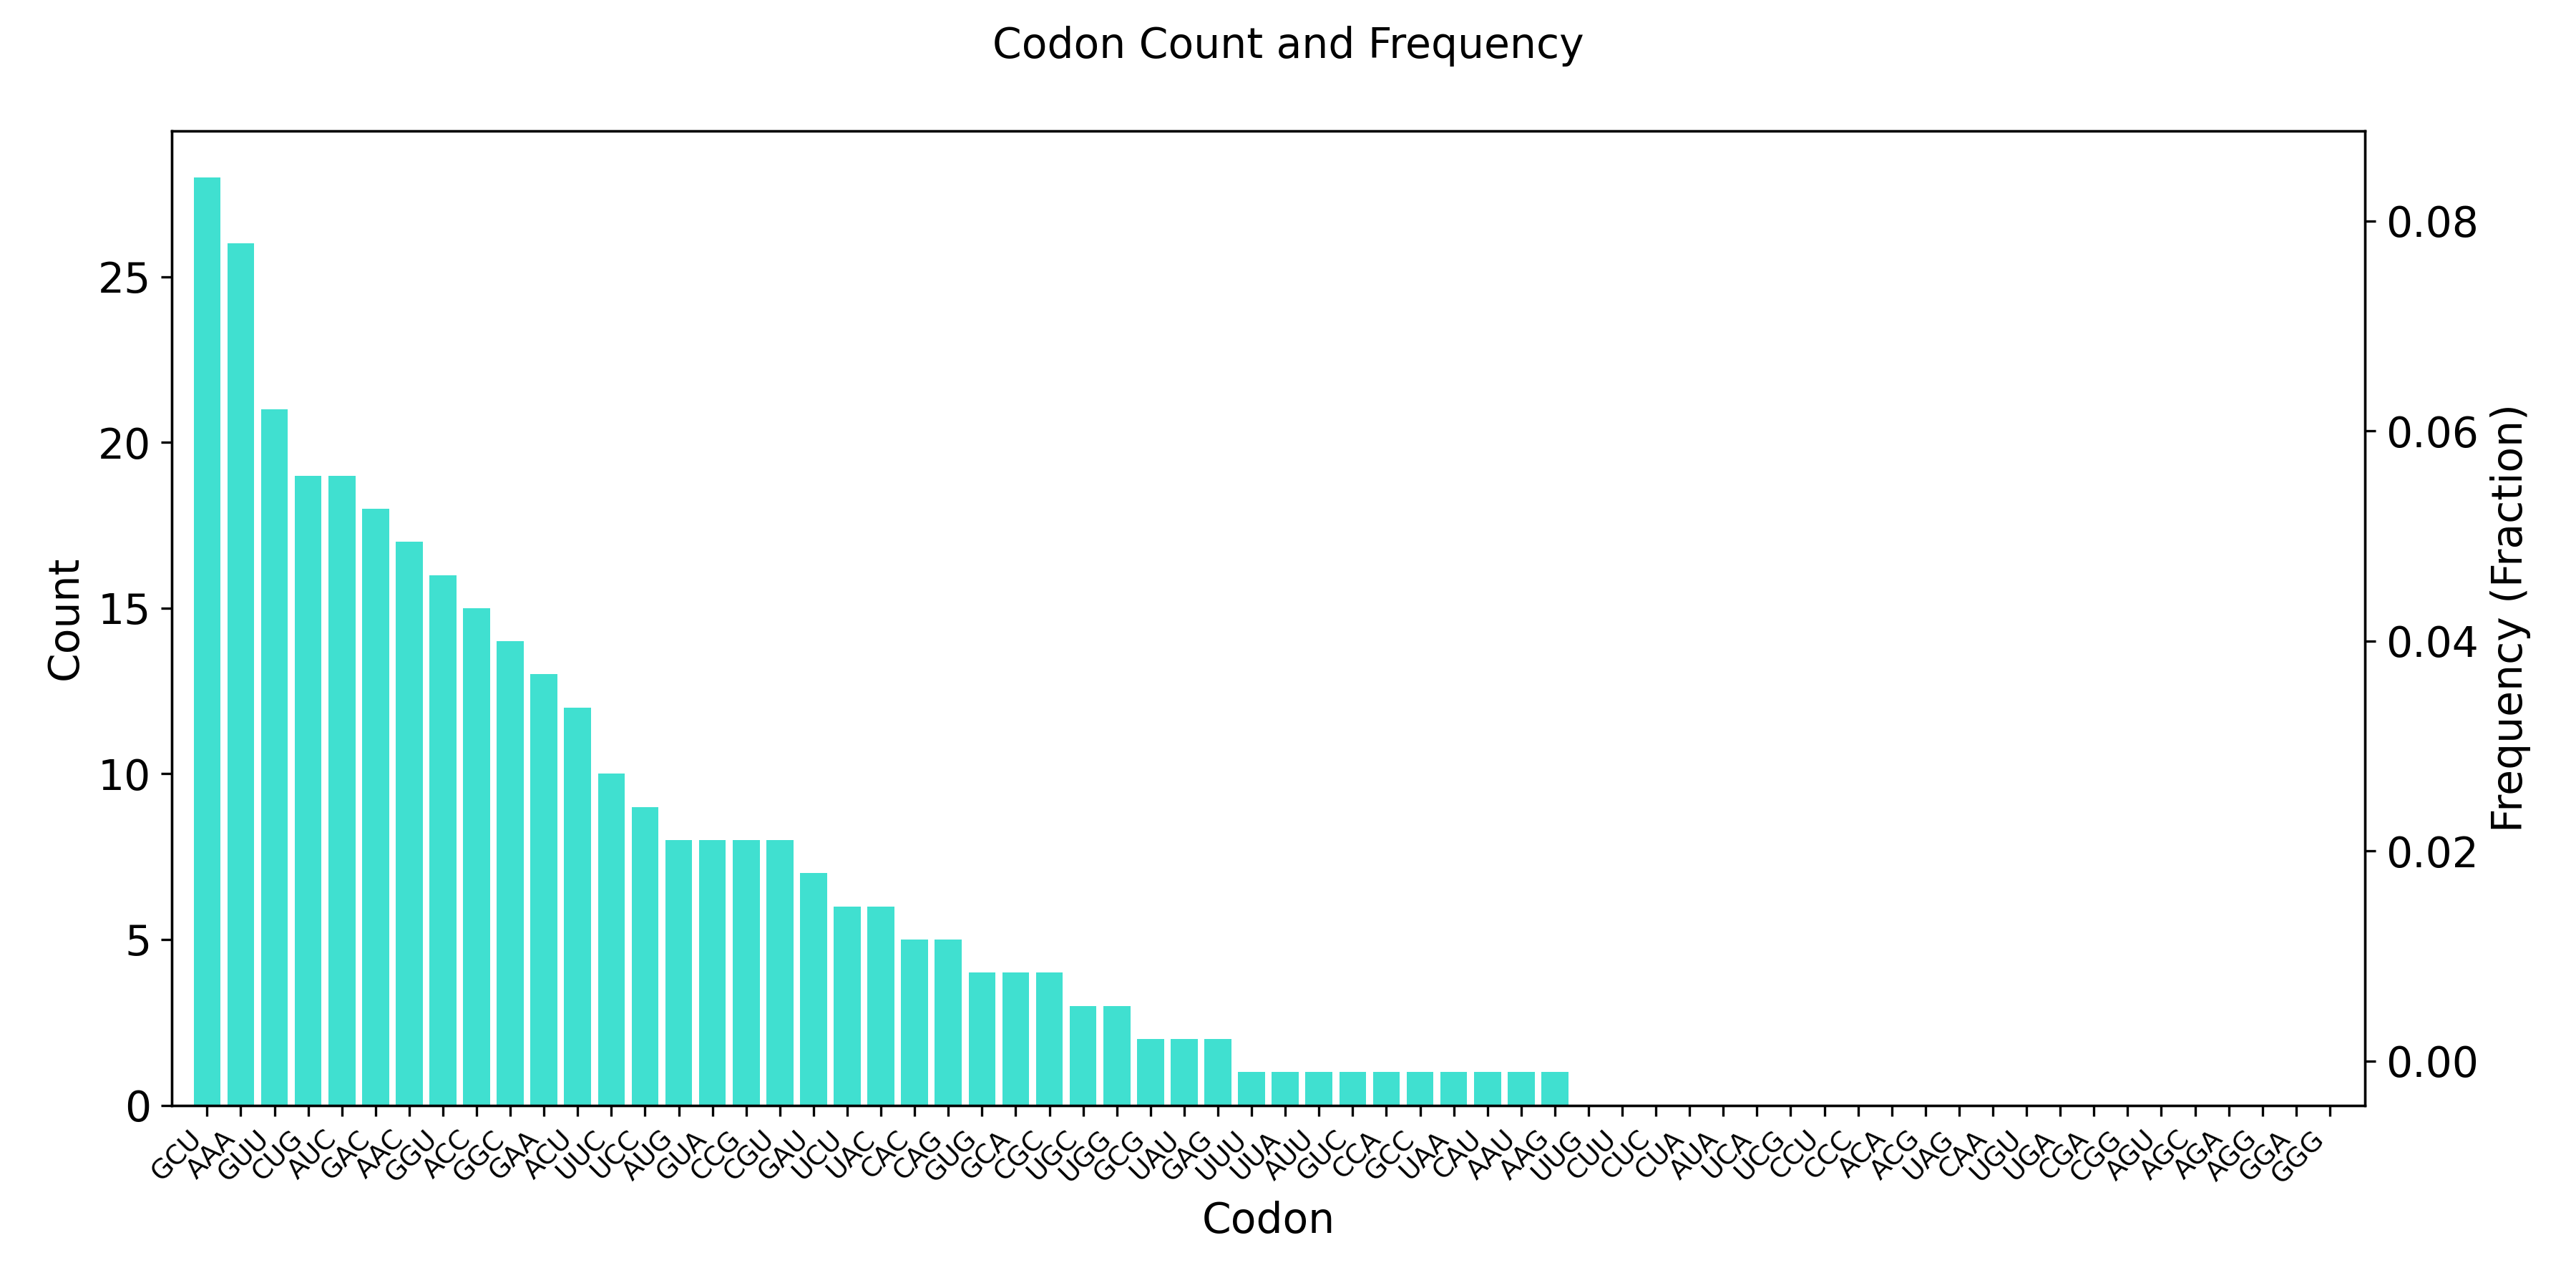 Codon Count and Frequency
Count
25
20
15
10
5
0
0.08
0.06
0.04
0.02
0.00
Frequency (Fraction)
GCU AAA GUU CUG AUC GAC AAC GGU ACC GGC GAA ACU UUC UCC AUG GUA CCG CGU GAU UCU UAC CAC CAG GUG GCA CGC UGC UGG GCG UAU GAG UUU UUA AUU GUC CCA GCC UAA CAU AAU AAG UUG CUU CUC CUA AUA UCA UCG CCU CCC ACA ACG UAG CAA UGU UGA CGA CGG AGU AGC AGA AGG GGA GGG
Codon